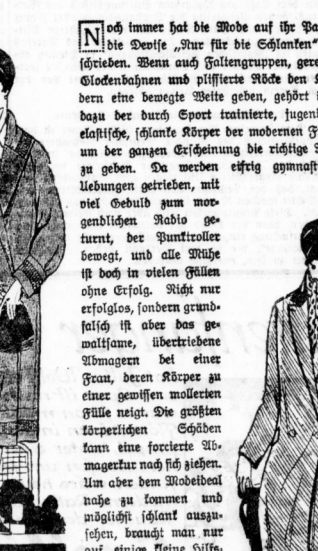 Noch immer hat die Mode auf ihr Pa
die Devise „Nur für die Schlanken“
schrieben. Wenn auch Faltengruppen, gere
Glockenbahnen und plissierte Röcke den K
dern eine bewegte Weite geben, gehört i
dazu der durch Sport trainierte, jugenl
elastische, schlanke Körper der modernen F
um der ganzen Erscheinung die richtige
zu geben. Da werden eifrig gymnast
Uebungen getrieben, mit
viel Geduld zum mor-
gendlichen Radio ge-
turnt, der Punktroller
bewegt, und alle Mühe
ist doch in vielen Fällen
ohne Erfolg. Nicht nur
erfolglos, sondern grund-
falsch ist aber das ge-
waltsame, übertriebene
Abmagern bei einer
Frau, deren Körper zu
einer gewissen mollerten
Fülle neigt. Die größten
körperlichen Schäden
kann eine forcierte Ab-
magerkur nach sich ziehen.
Um aber dem Modeideal
nahe zu kommen und
möglichst schlank auszu-
sehen, braucht man nur
auf einige kleine Hilfs-